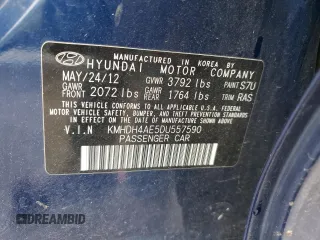 MANUFACTURED IN KOREA BY
HYUNDAI MOTOR COMPANY
MAY/24/12 GVWR 3792 lbs PAINT S7U
GAWR FRONT 2072 lbs GAWR REAR 1764 lbs TRIM RAS
THIS VEHICLE CONFORMS TO ALL APPLICABLE FEDERAL
MOTOR VEHICLE SAFETY, BUMPER, AND THEFT PREVENTION
STANDARDS IN EFFECT ON THE DATE OF MANUFACTURE
SHOWN ABOVE.
V.I.N KMHDH4AE5DU557590
PASSENGER CAR
DREAMBID